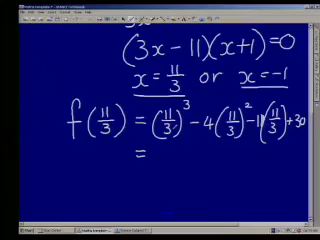 (3x - 11)(x + 1) = 0
x = 11/3 or x = -1
f(11/3) = (11/3)³ - 4(11/3)² - 11(11/3) + 30
=